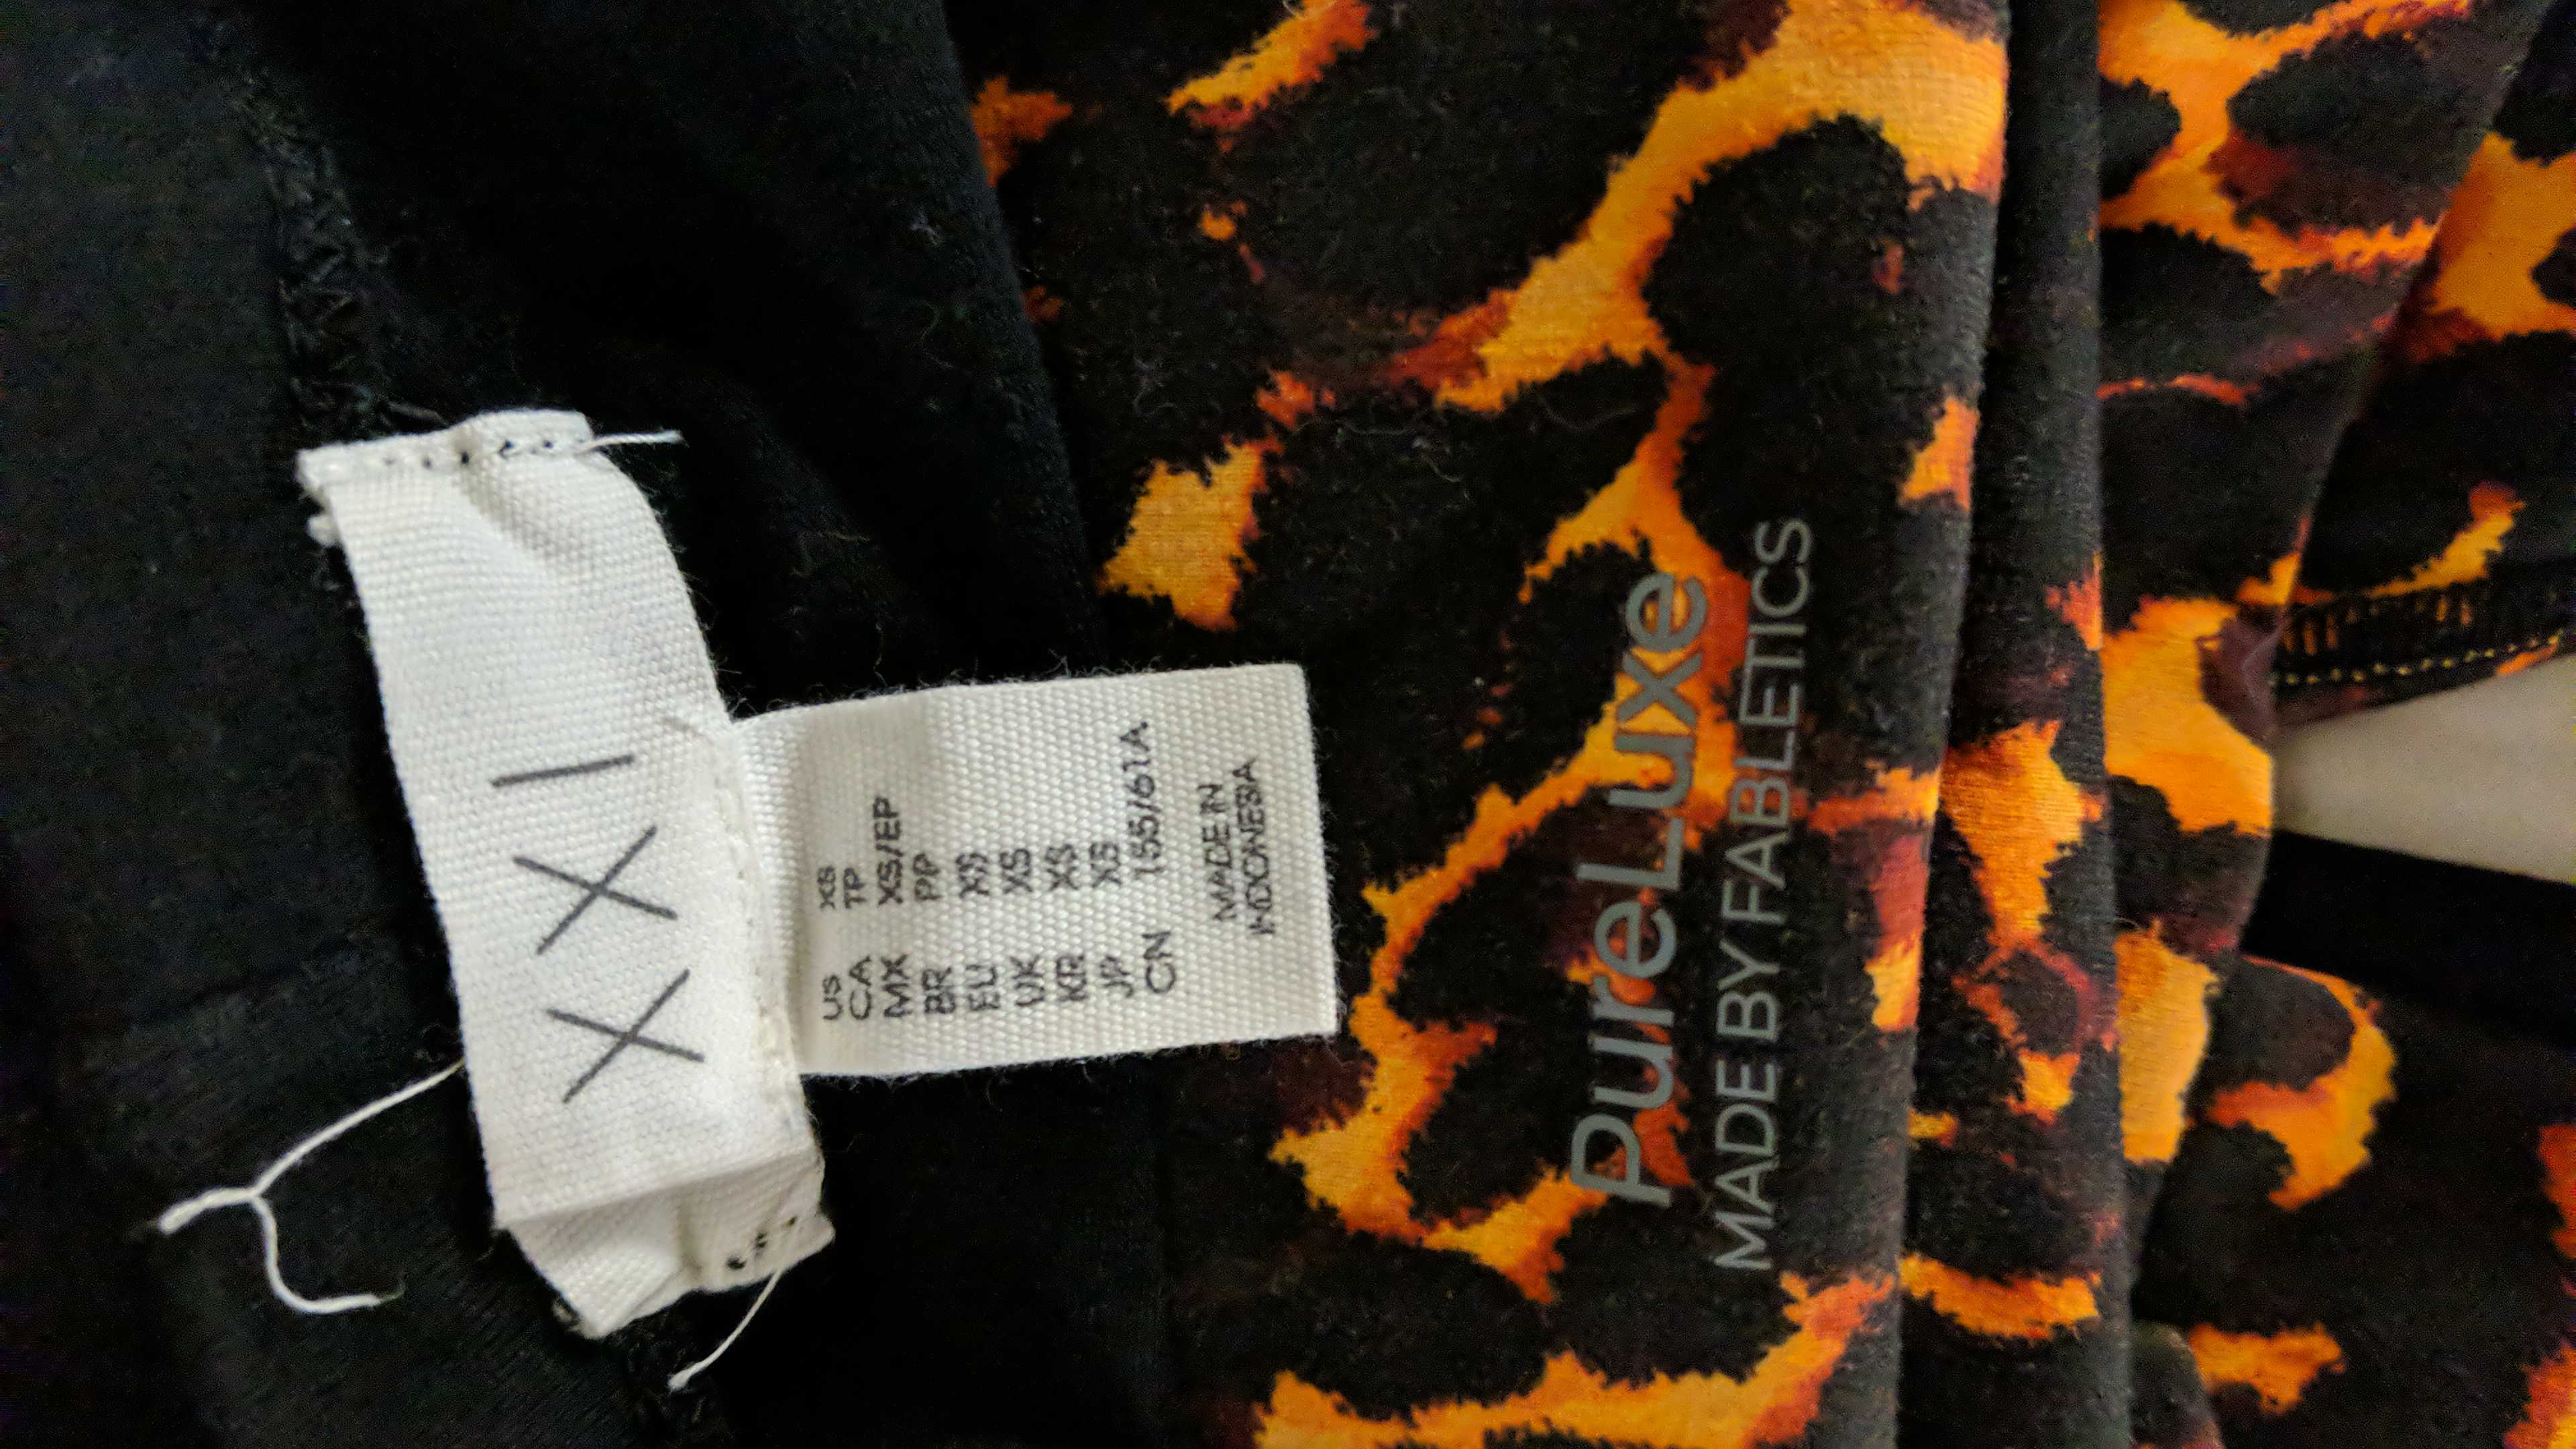 XXI
US XS
CA TP
MX XS/EP
BR PP
EU XS
UK XS
KR XS
JP XS
CN 155/61A
MADE IN
INDONESIA
PureLuxe
MADE BY FABLETICS